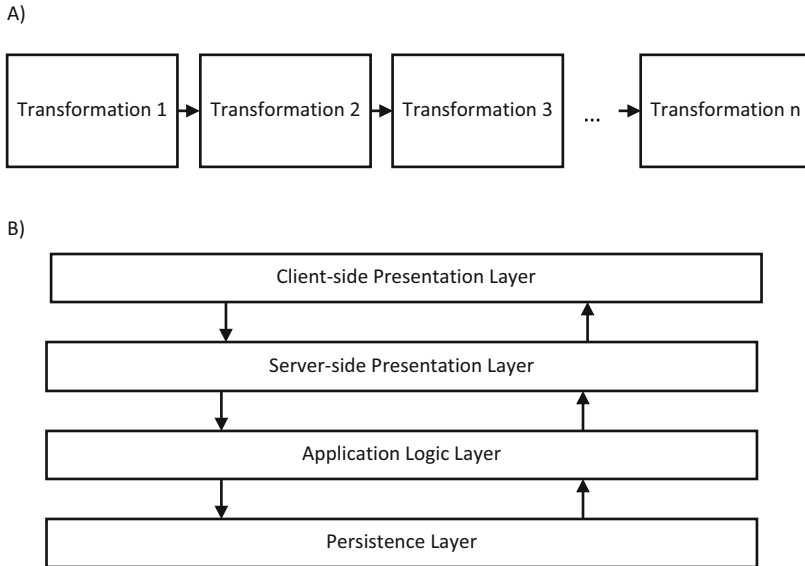 A)
Transformation 1 Transformation 2 Transformation 3 ... Transformation n
B)
Client-side Presentation Layer
Server-side Presentation Layer
Application Logic Layer
Persistence Layer